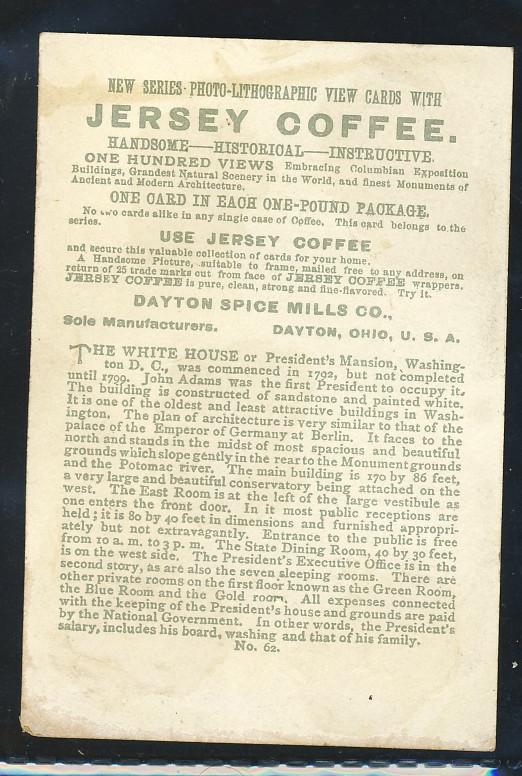 NEW SERIES PHOTO-LITHOGRAPHIC VIEW CARDS WITH
JERSEY COFFEE.
HANDSOME—HISTORICAL—INSTRUCTIVE.
ONE HUNDRED VIEWS Embracing Columbian Exposition
Buildings, Grandest Natural Scenery in the World, and finest Monuments of
Ancient and Modern Architecture.
ONE CARD IN EACH ONE-POUND PACKAGE.
No two cards alike in any single case of Coffee. This card belongs to the
series.
USE JERSEY COFFEE
and secure this valuable collection of cards for your home.
A Handsome Picture, suitable to frame, mailed free to any address, on
return of 25 trade marks cut from face of JERSEY COFFEE wrappers.
JERSEY COFFEE is pure, clean, strong and fine-flavored. Try it.
DAYTON SPICE MILLS CO.,
Sole Manufacturers. DAYTON, OHIO, U. S. A.
THE WHITE HOUSE or President's Mansion, Washing-
ton D. C., was commenced in 1792, but not completed
until 1799. John Adams was the first President to occupy it.
The building is constructed of sandstone and painted white.
It is one of the oldest and least attractive buildings in Wash-
ington. The plan of architecture is very similar to that of the
palace of the Emperor of Germany at Berlin. It faces to the
north and stands in the midst of most spacious and beautiful
grounds which slope gently in the rear to the Monument grounds
and the Potomac river. The main building is 170 by 86 feet,
a very large and beautiful conservatory being attached on the
west. The East Room is at the left of the large vestibule as
one enters the front door. In it most public receptions are
held; it is 80 by 40 feet in dimensions and furnished appropri-
ately but not extravagantly. Entrance to the public is free
from 10 a. m. to 3 p. m. The State Dining Room, 40 by 30 feet,
is on the west side. The President's Executive Office is in the
second story, as are also the seven sleeping rooms. There are
other private rooms on the first floor known as the Green Room,
the Blue Room and the Gold room. All expenses connected
with the keeping of the President's house and grounds are paid
by the National Government. In other words, the President's
salary, includes his board, washing and that of his family.
No. 62.